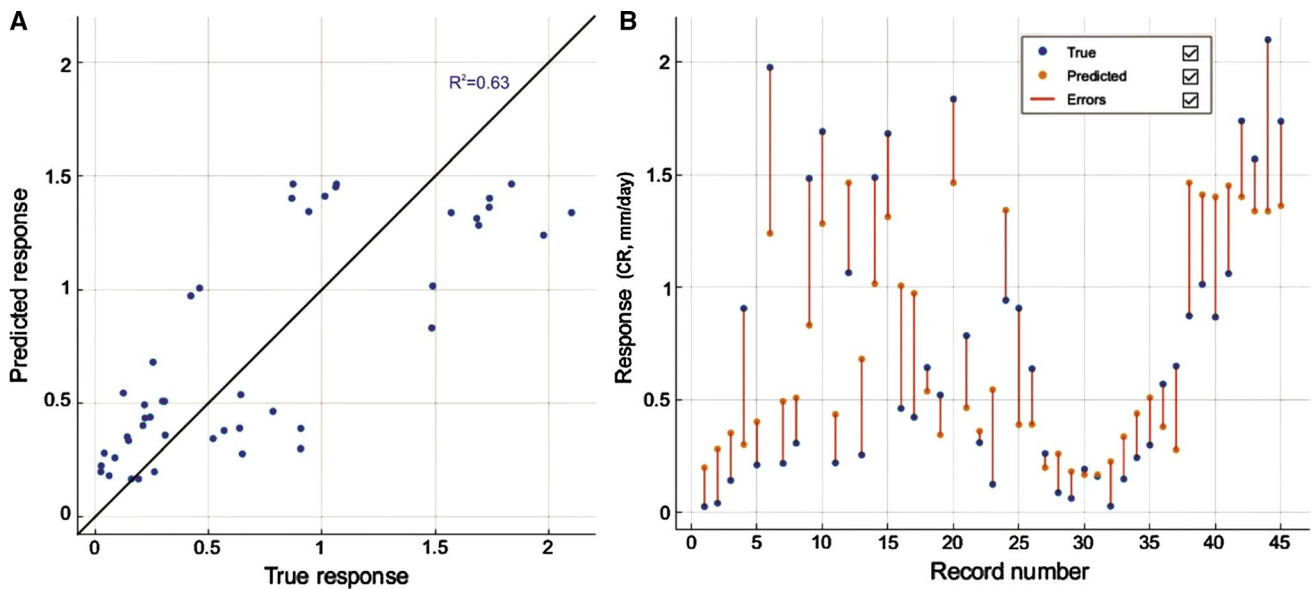 A
Predicted response
2
1.5
1
0.5
0
R²=0.63
0
0.5
1
1.5
2
True response
B
Response (CR, mm/day)
2
1.5
1
0.5
0
True
Predicted
Errors
0
5
10
15
20
25
30
35
40
45
Record number